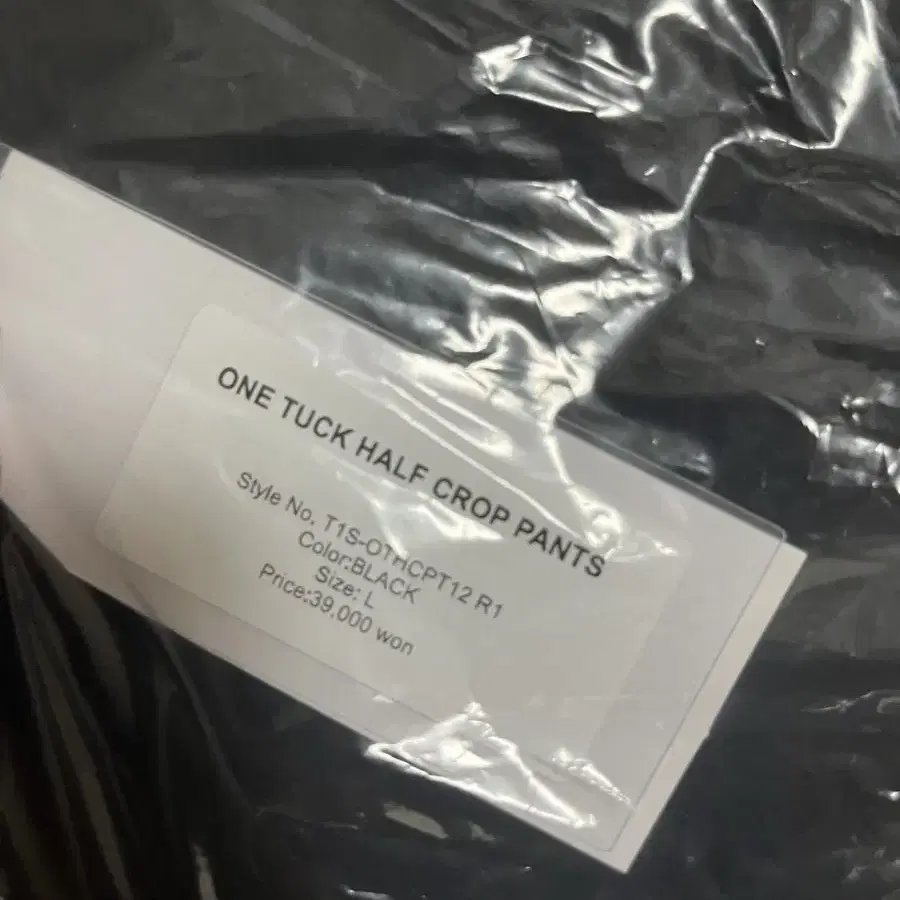 ONE TUCK HALF CROP PANTS
Style No. T1S-OTHCPT12 R1
Color:BLACK
Size: L
Price:39,000 won